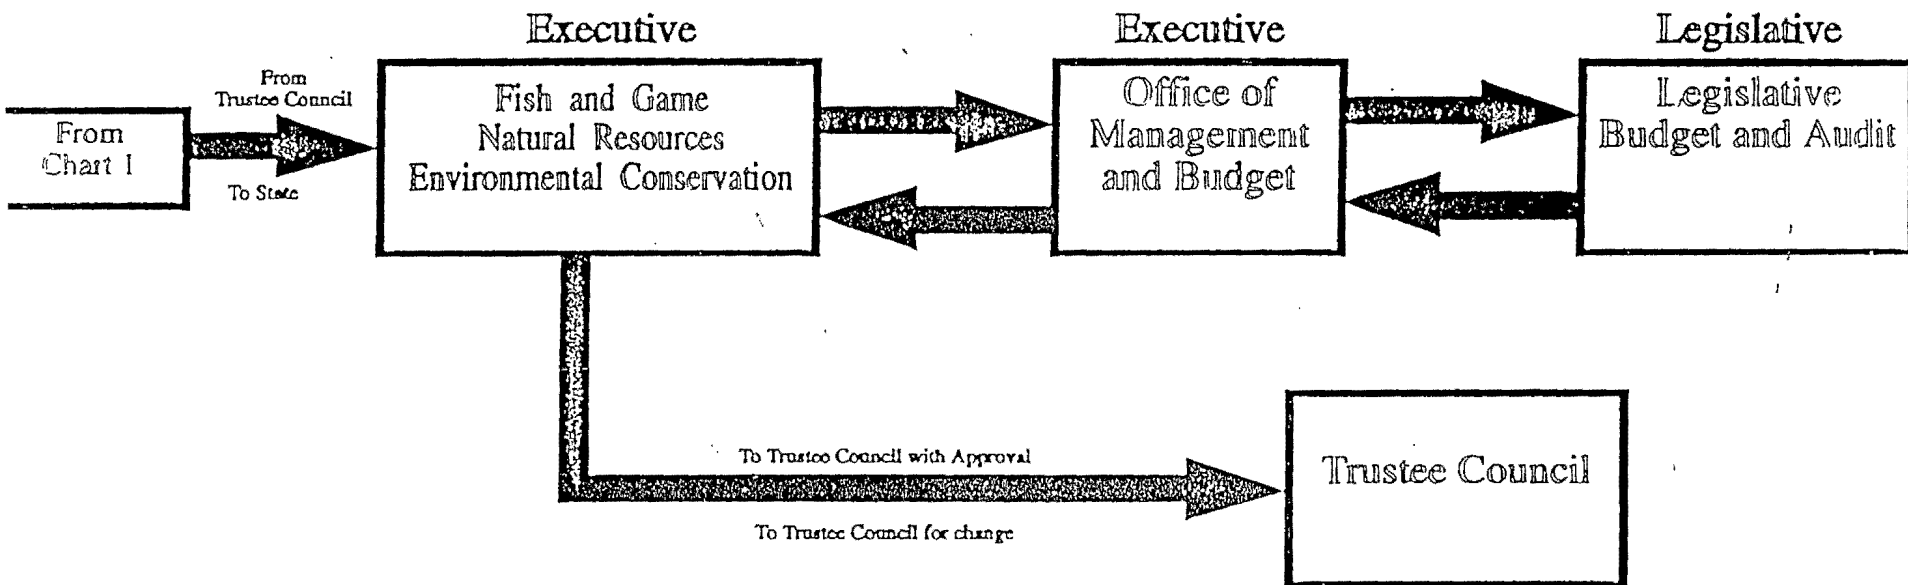 Executive
Executive
Legislative
From
Trustee Council
To State
From
Chart I
Fish and Game
Natural Resources
Environmental Conservation
Office of
Management
and Budget
Legislative
Budget and Audit
To Trustee Council with Approval
To Trustee Council for change
Trustee Council